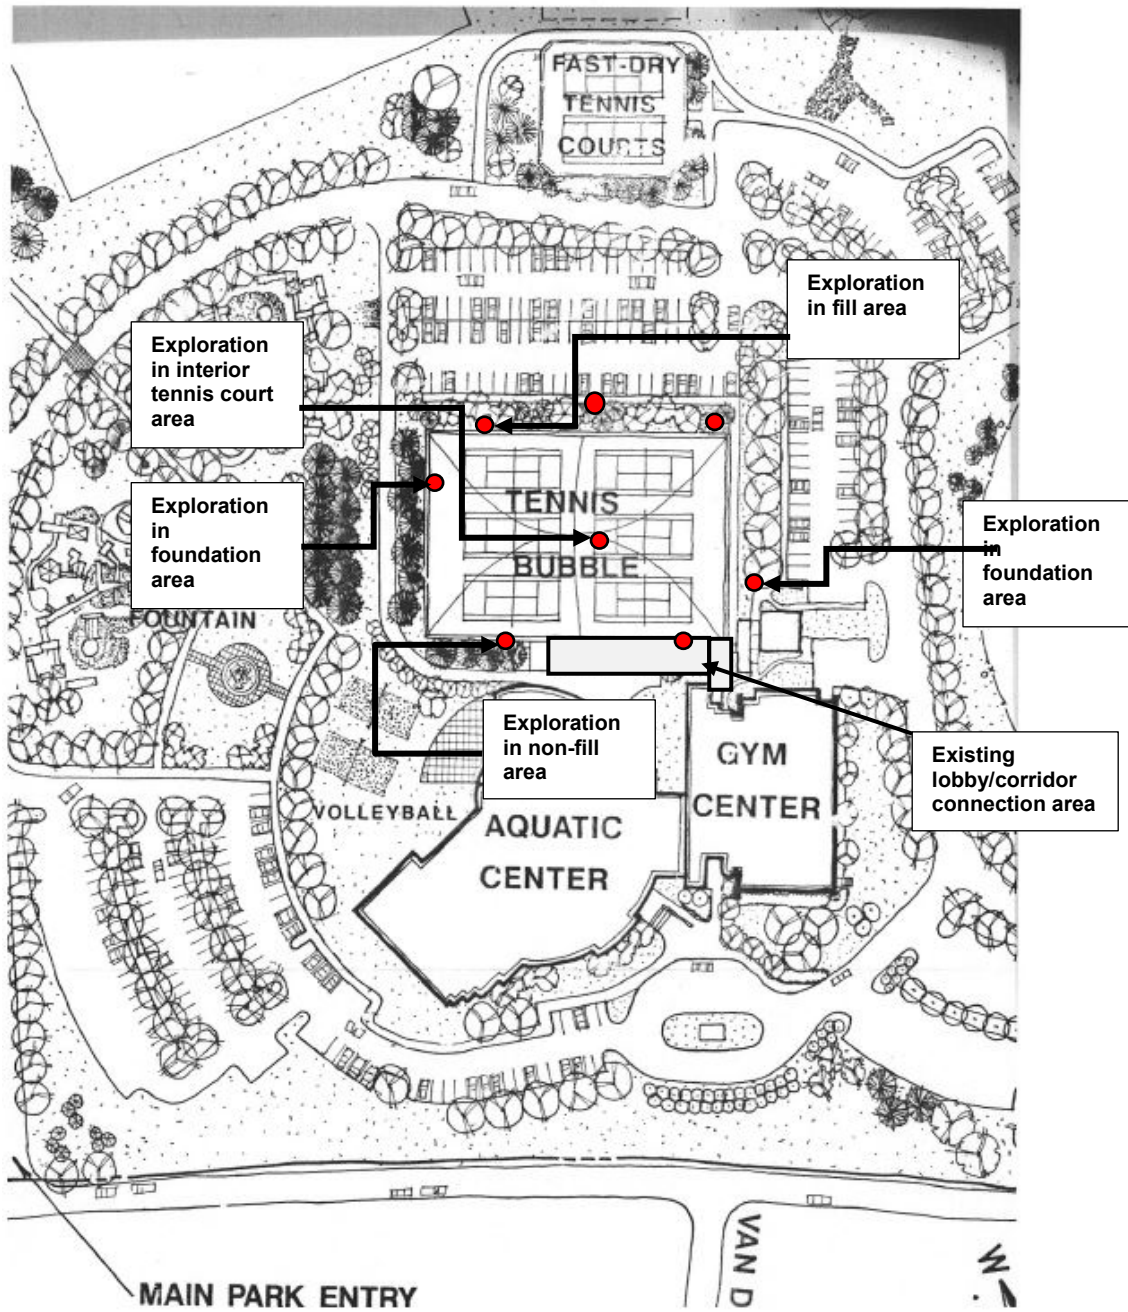 FAST-DRY
TENNIS
COURTS
Exploration
in fill area
Exploration
in interior
tennis court
area
TENNIS
BUBBLE
Exploration
in
foundation
area
Exploration
in
foundation
area
FOUNTAIN
Exploration
in non-fill
area
GYM
CENTER
Existing
lobby/corridor
connection area
VOLLEYBALL
AQUATIC
CENTER
MAIN PARK ENTRY
VAN D
W